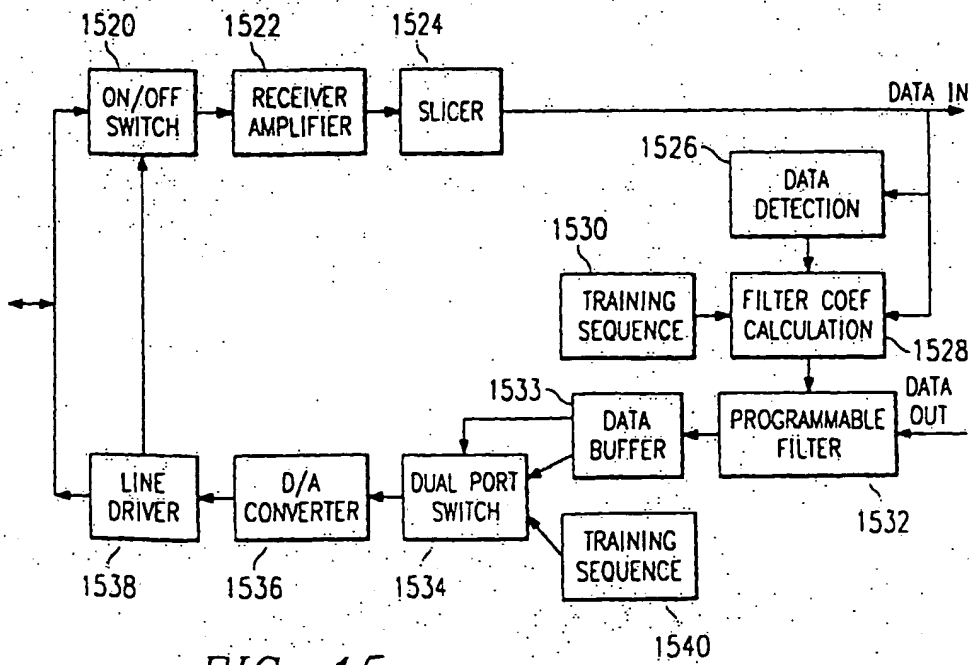 1520
1522
1524
ON/OFF
SWITCH
RECEIVER
AMPLIFIER
SLICER
DATA IN
1526
DATA
DETECTION
1530
TRAINING
SEQUENCE
FILTER COEF
CALCULATION
1528
1533
DATA
OUT
DATA
BUFFER
PROGRAMMABLE
FILTER
LINE
DRIVER
D/A
CONVERTER
DUAL PORT
SWITCH
1532
TRAINING
SEQUENCE
1538
1536
1534
1540
FIG. 15